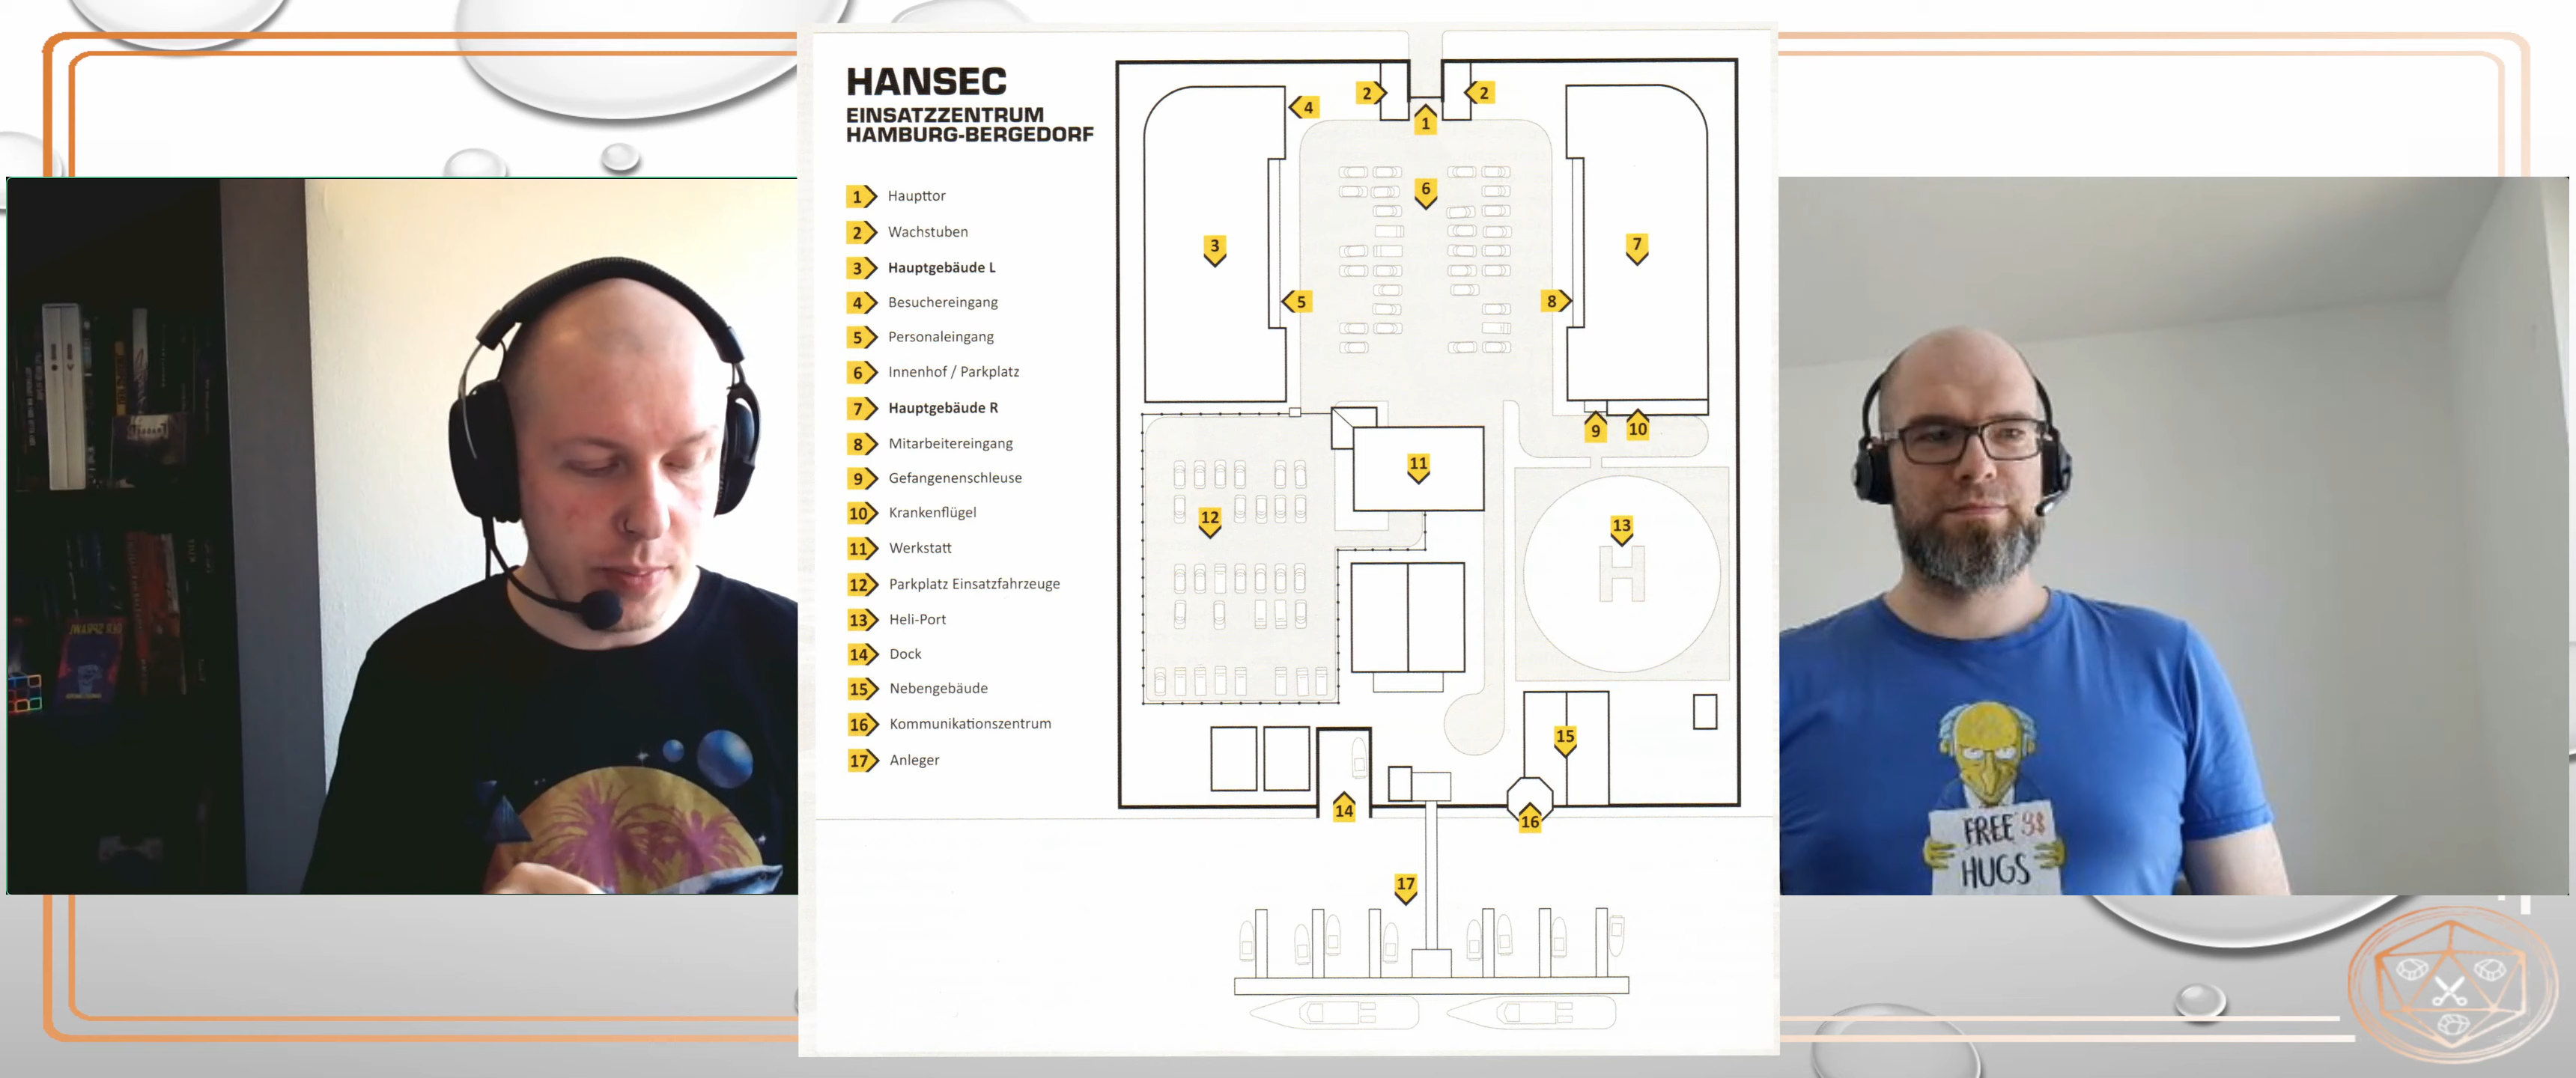 HANSEC
EINSATZZENTRUM
HAMBURG-BERGEDORF
1 Haupttor
2 Wachstuben
3 Hauptgebäude L
4 Besuchereingang
5 Personaleingang
6 Innenhof / Parkplatz
7 Hauptgebäude R
8 Mitarbeitereingang
9 Gefangenenschleuse
10 Krankenflügel
11 Werkstatt
12 Parkplatz Einsatzfahrzeuge
13 Heli-Port
14 Dock
15 Nebengebäude
16 Kommunikationszentrum
17 Anleger
2
2
4
1
6
3
7
5
8
9
10
11
12
13
H
15
14
16
17
FREE 9$
HUGS